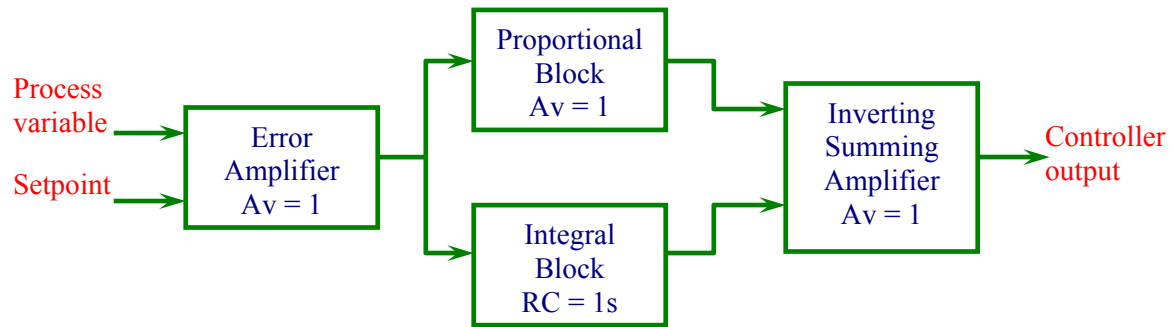 Process
variable
Setpoint
Error
Amplifier
Av = 1
Proportional
Block
Av = 1
Integral
Block
RC = 1s
Inverting
Summing
Amplifier
Av = 1
Controller
output